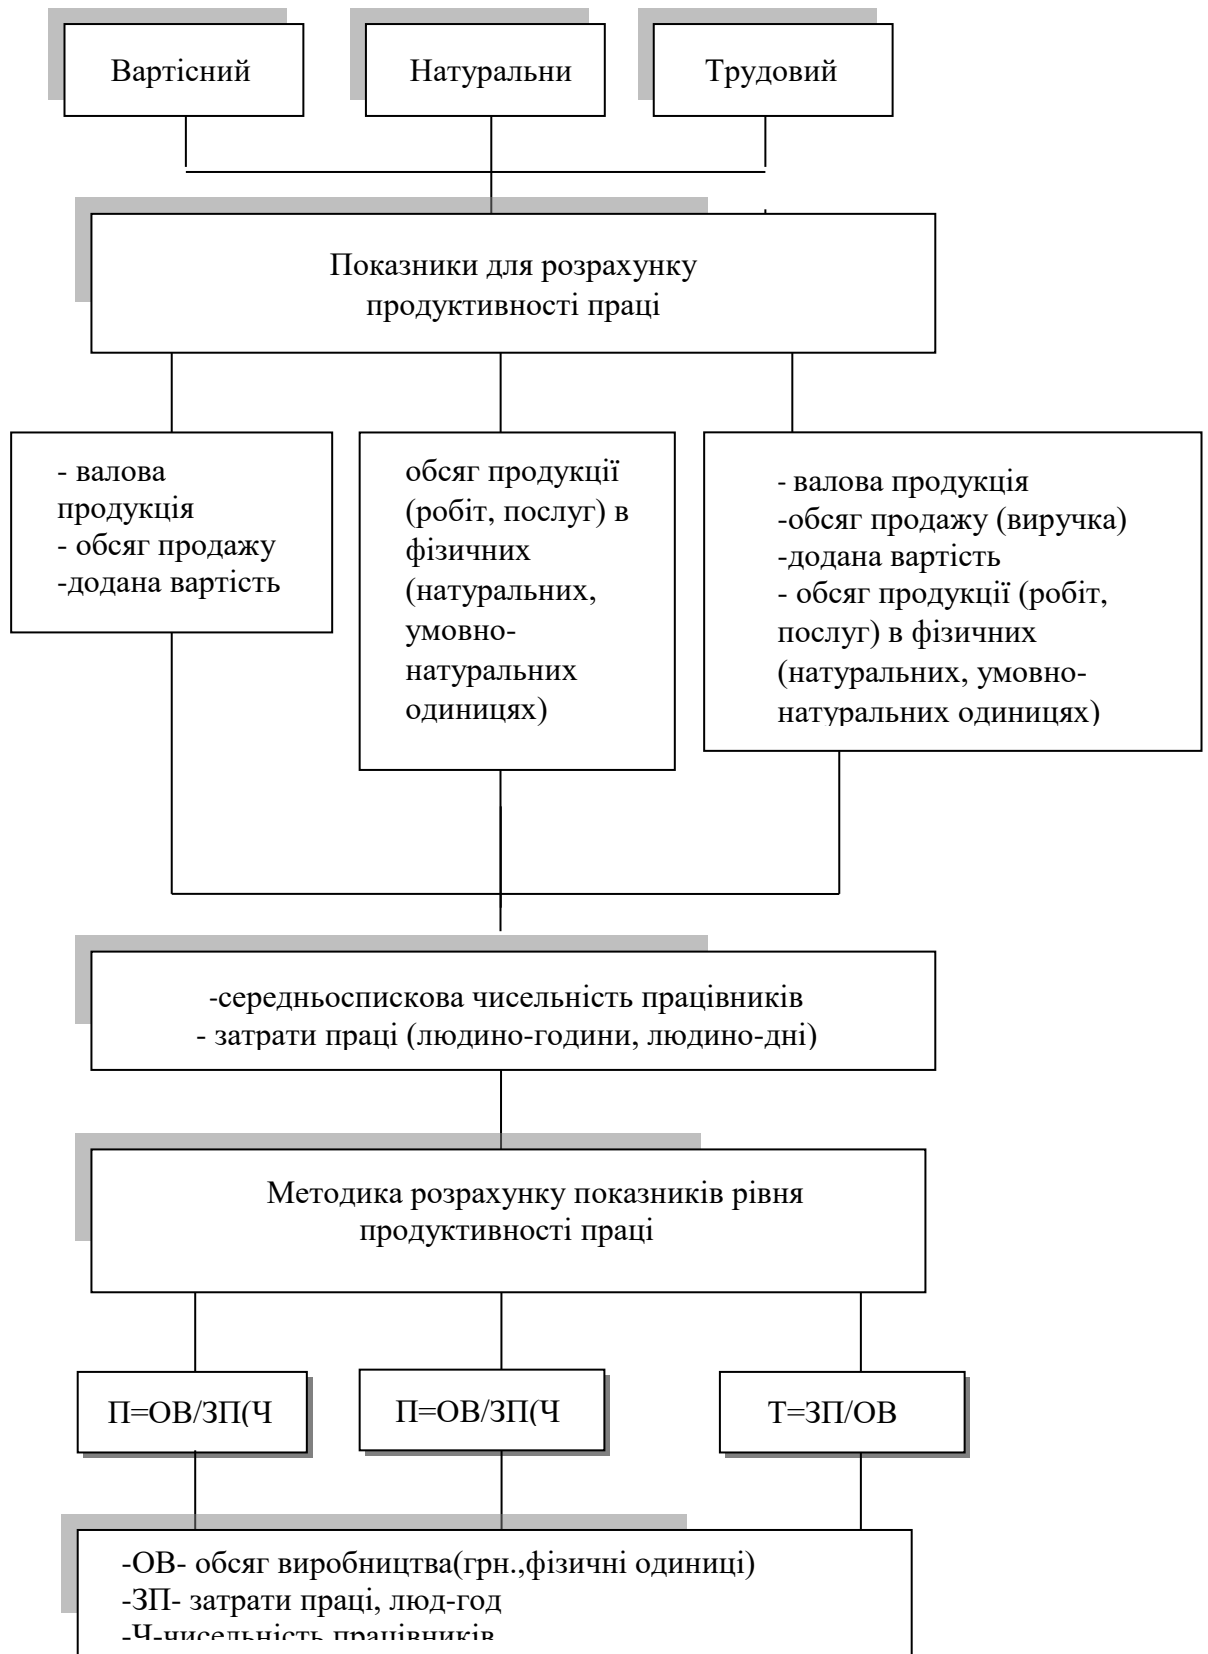 Вартісний
Натуральни
Трудовий
Показники для розрахунку
продуктивності праці
- валова
продукція
- обсяг продажу
-додана вартість
обсяг продукції
(робіт, послуг) в
фізичних
(натуральних,
умовно-
натуральних
одиницях)
- валова продукція
-обсяг продажу (виручка)
-додана вартість
- обсяг продукції (робіт,
послуг) в фізичних
(натуральних, умовно-
натуральних одиницях)
-середньоспискова чисельність працівників
- затрати праці (людино-години, людино-дні)
Методика розрахунку показників рівня
продуктивності праці
П=ОВ/ЗП(Ч
П=ОВ/ЗП(Ч
Т=ЗП/ОВ
-ОВ- обсяг виробництва(грн.,фізичні одиниці)
-ЗП- затрати праці, люд-год
-Ч-чисельність працівників